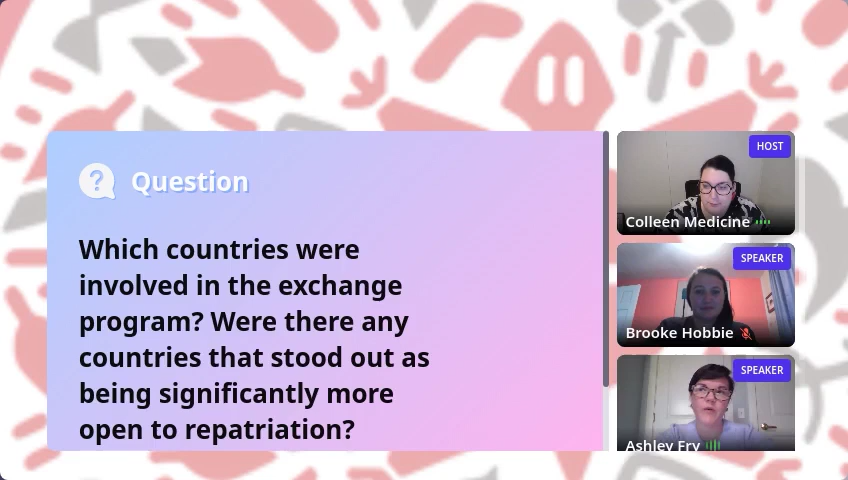 Question
Which countries were
involved in the exchange
program? Were there any
countries that stood out as
being significantly more
open to repatriation?
HOST
Colleen Medicine
SPEAKER
Brooke Hobbie
SPEAKER
Ashley Fry